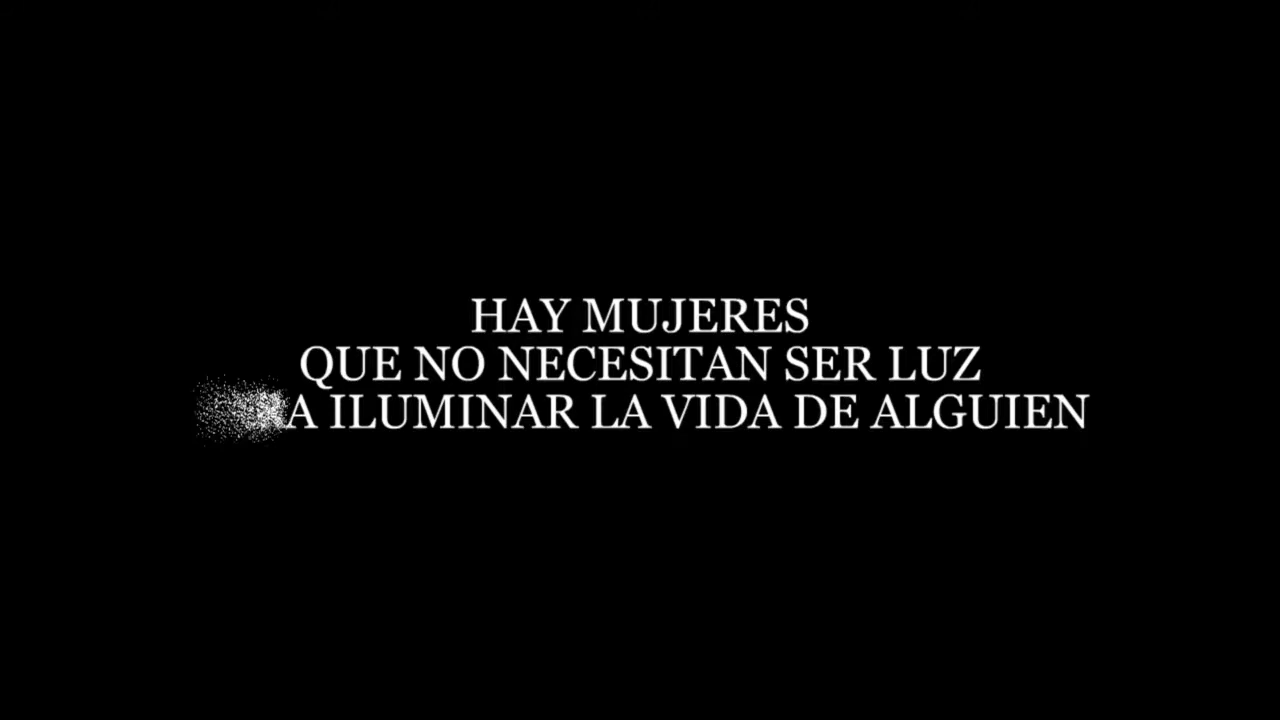 HAY MUJERES
QUE NO NECESITAN SER LUZ
ILUMINAR LA VIDA DE ALGUIEN